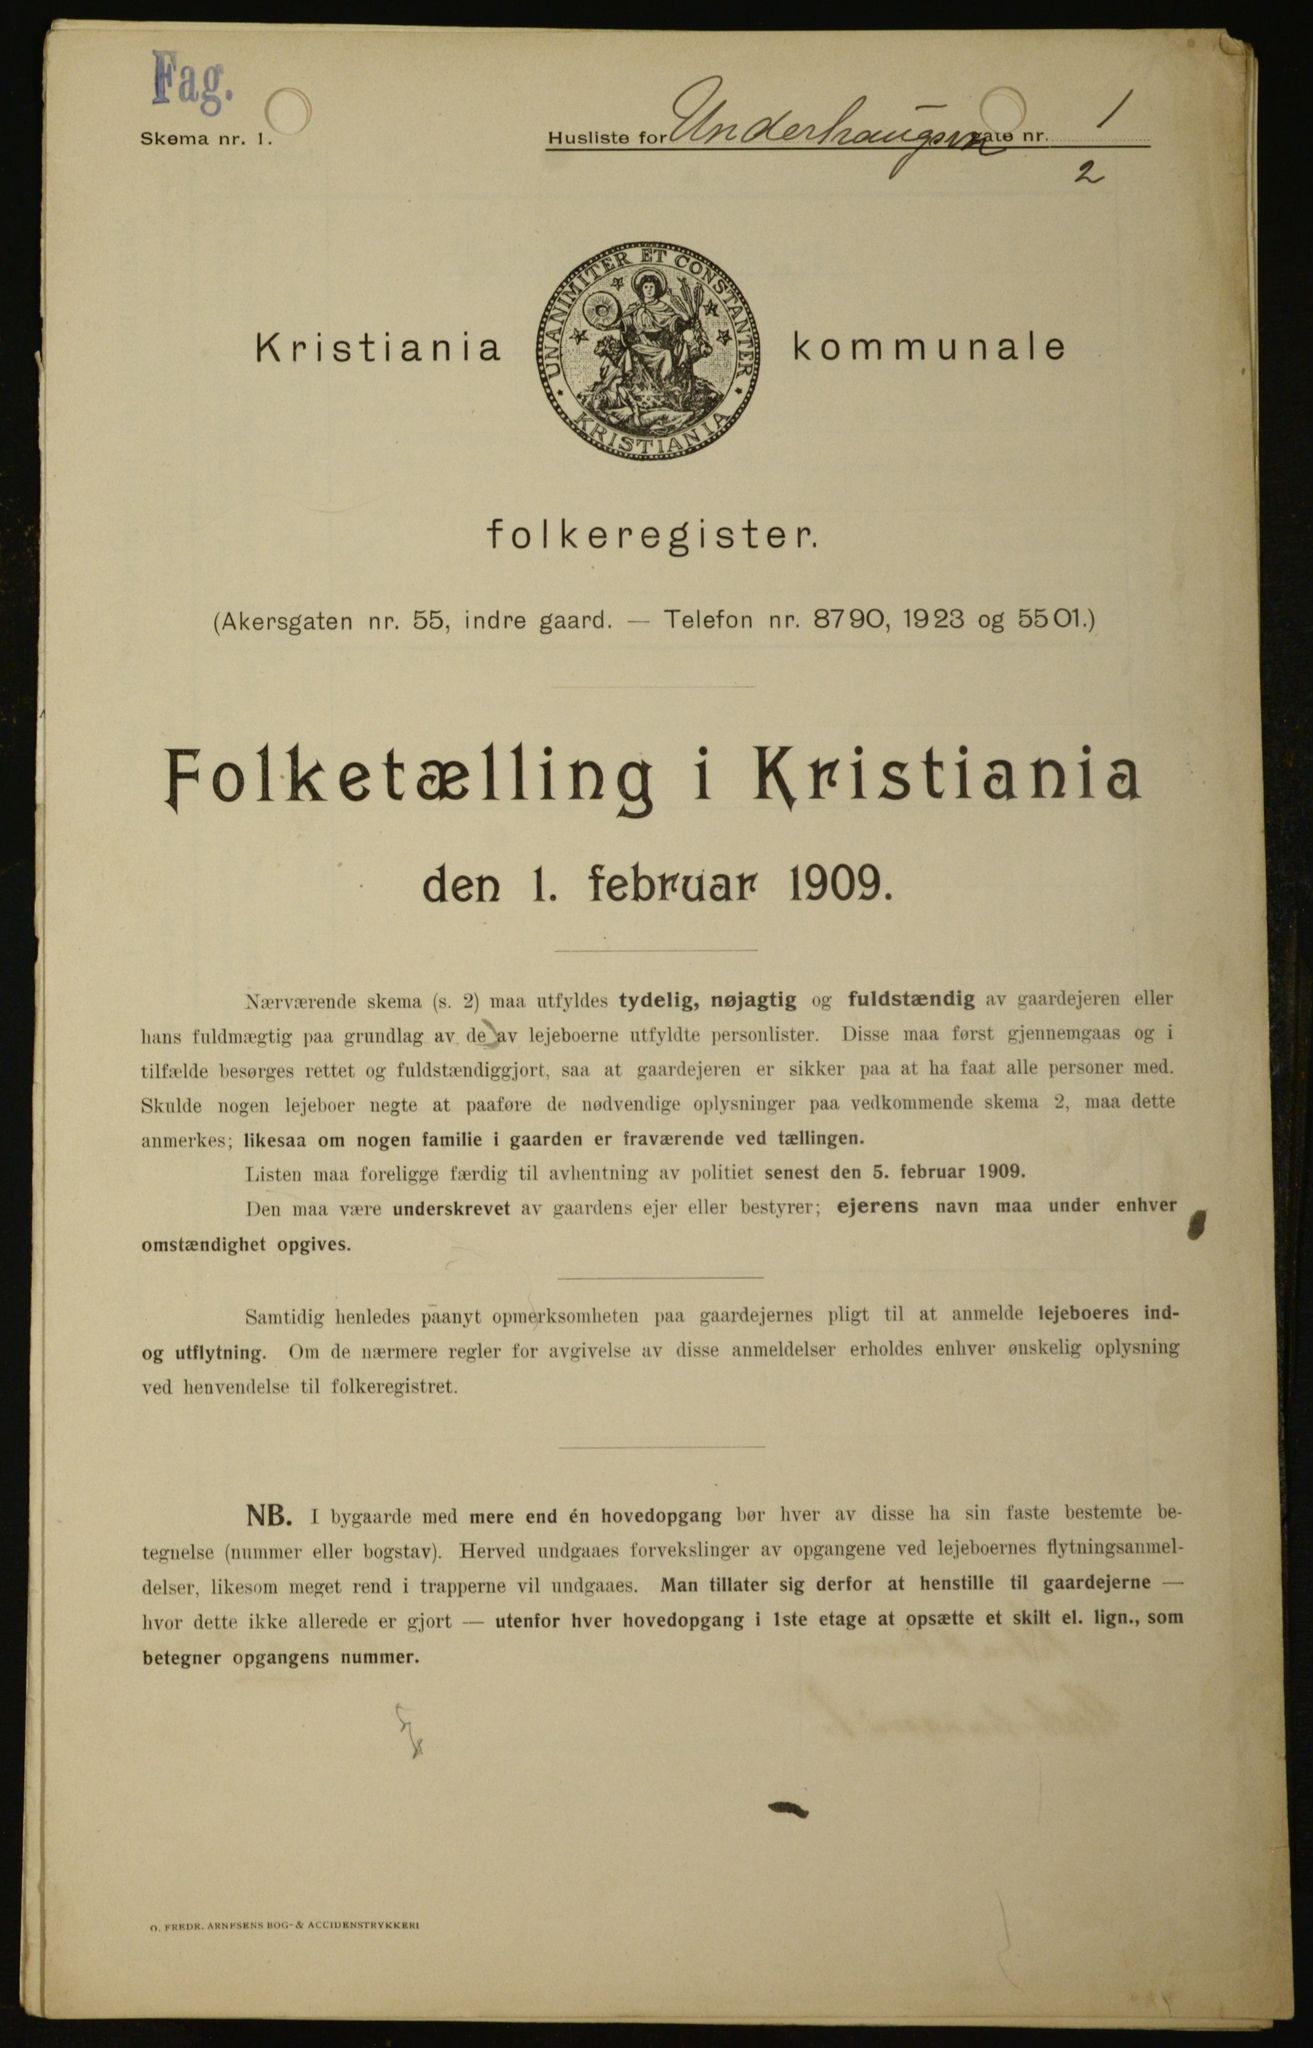 Fag.
Skema nr. 1.
Husliste for Underhaugsvn gate nr. 1
2
UNANIMITER ET CONSTANTER
KRISTIANIA
Kristiania kommunale
folkeregister.
(Akersgaten nr. 55, indre gaard. — Telefon nr. 8790, 1923 og 5501.)
Folketælling i Kristiania
den 1. februar 1909.
Nærværende skema (s. 2) maa utfyldes tydelig, nøjagtig og fuldstændig av gaardejeren eller
hans fuldmægtig paa grundlag av de av lejeboerne utfyldte personlister. Disse maa først gjennemgaas og i
tilfælde besørges rettet og fuldstændiggjort, saa at gaardejeren er sikker paa at ha faat alle personer med.
Skulde nogen lejeboer negte at paaføre de nødvendige oplysninger paa vedkommende skema 2, maa dette
anmerkes; likesaa om nogen familie i gaarden er fraværende ved tællingen.
Listen maa foreligge færdig til avhentning av politiet senest den 5. februar 1909.
Den maa være underskrevet av gaardens ejer eller bestyrer; ejerens navn maa under enhver
omstændighet opgives.
Samtidig henledes paanyt opmerksomheten paa gaardejernes pligt til at anmelde lejeboeres ind-
og utflytning. Om de nærmere regler for avgivelse av disse anmeldelser erholdes enhver ønskelig oplysning
ved henvendelse til folkeregistret.
NB. I bygaarde med mere end én hovedopgang bør hver av disse ha sin faste bestemte be-
tegnelse (nummer eller bogstav). Herved undgaaes forvekslinger av opgangene ved lejeboernes flytningsanmel-
delser, likesom meget rend i trapperne vil undgaaes. Man tillater sig derfor at henstille til gaardejerne —
hvor dette ikke allerede er gjort — utenfor hver hovedopgang i 1ste etage at opsætte et skilt el. lign., som
betegner opgangens nummer.
O. FREDR. ARNESENS BOG- & ACCIDENSTRYKKERI